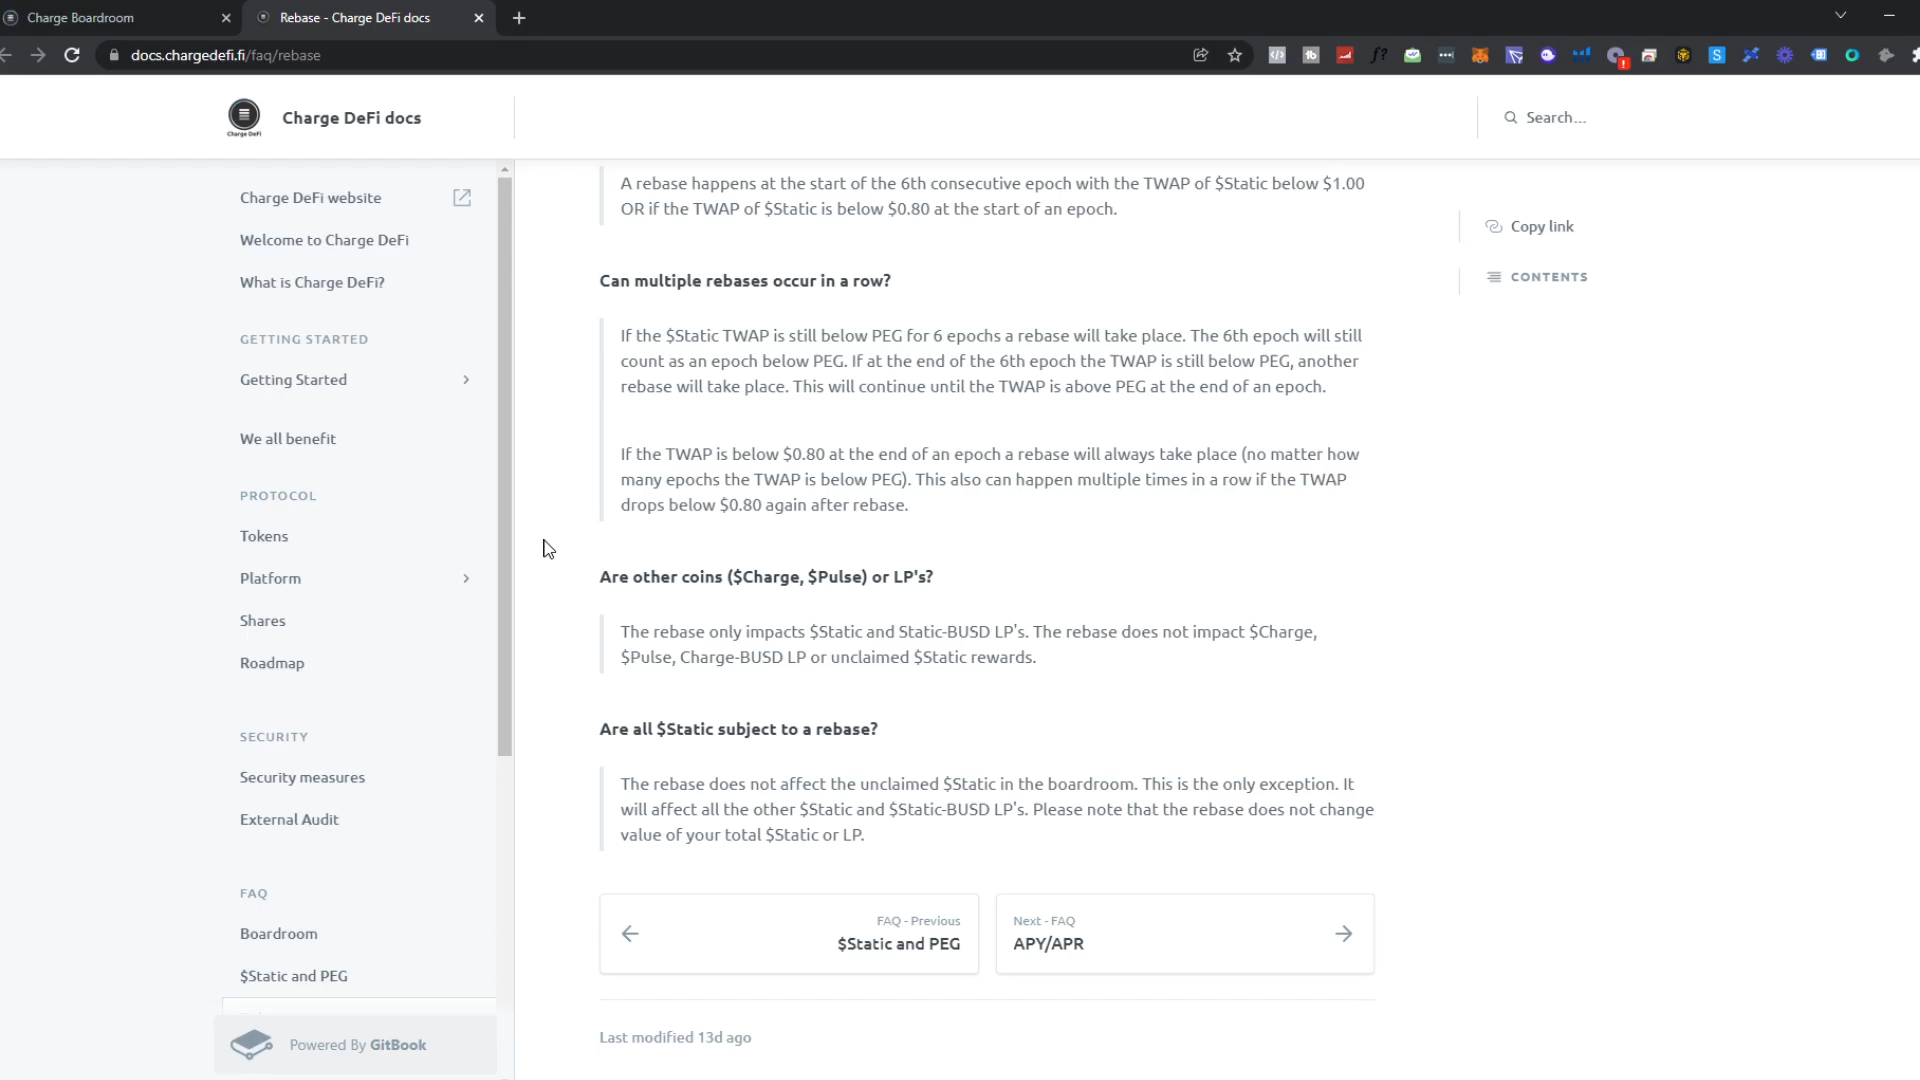 Charge Boardroom
Rebase - Charge DeFi docs
docs.chargedefi.fi/faq/rebase
Charge DeFi
Charge DeFi docs
Search...
Charge DeFi website
Welcome to Charge DeFi
What is Charge DeFi?
GETTING STARTED
Getting Started
We all benefit
PROTOCOL
Tokens
Platform
Shares
Roadmap
SECURITY
Security measures
External Audit
FAQ
Boardroom
$Static and PEG
Powered By GitBook
A rebase happens at the start of the 6th consecutive epoch with the TWAP of $Static below $1.00
OR if the TWAP of $Static is below $0.80 at the start of an epoch.
Can multiple rebases occur in a row?
If the $Static TWAP is still below PEG for 6 epochs a rebase will take place. The 6th epoch will still
count as an epoch below PEG. If at the end of the 6th epoch the TWAP is still below PEG, another
rebase will take place. This will continue until the TWAP is above PEG at the end of an epoch.
If the TWAP is below $0.80 at the end of an epoch a rebase will always take place (no matter how
many epochs the TWAP is below PEG). This also can happen multiple times in a row if the TWAP
drops below $0.80 again after rebase.
Are other coins ($Charge, $Pulse) or LP's?
The rebase only impacts $Static and Static-BUSD LP's. The rebase does not impact $Charge,
$Pulse, Charge-BUSD LP or unclaimed $Static rewards.
Are all $Static subject to a rebase?
The rebase does not affect the unclaimed $Static in the boardroom. This is the only exception. It
will affect all the other $Static and $Static-BUSD LP's. Please note that the rebase does not change
value of your total $Static or LP.
FAQ - Previous
$Static and PEG
Next - FAQ
APY/APR
Last modified 13d ago
Copy link
CONTENTS